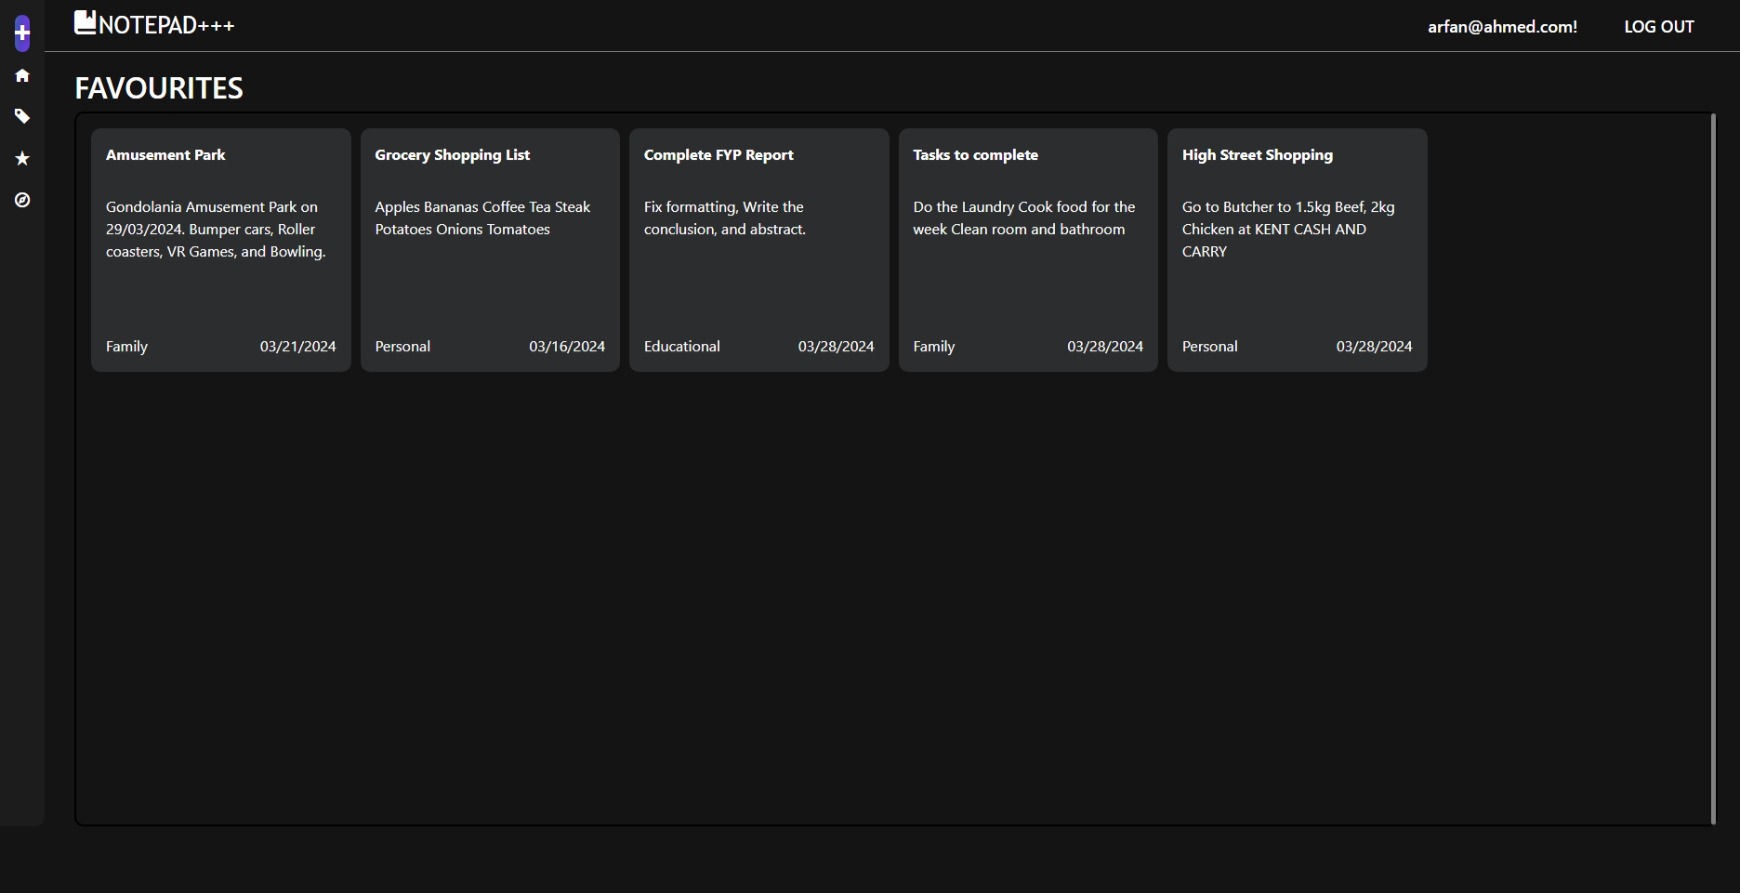 NOTEPAD+++
arfan@ahmed.com!
LOG OUT
FAVOURITES
Amusement Park
Gondolania Amusement Park on
29/03/2024. Bumper cars, Roller
coasters, VR Games, and Bowling.
Family
03/21/2024
Grocery Shopping List
Apples Bananas Coffee Tea Steak
Potatoes Onions Tomatoes
Personal
03/16/2024
Complete FYP Report
Fix formatting, Write the
conclusion, and abstract.
Educational
03/28/2024
Tasks to complete
Do the Laundry Cook food for the
week Clean room and bathroom
Family
03/28/2024
High Street Shopping
Go to Butcher to 1.5kg Beef, 2kg
Chicken at KENT CASH AND
CARRY
Personal
03/28/2024